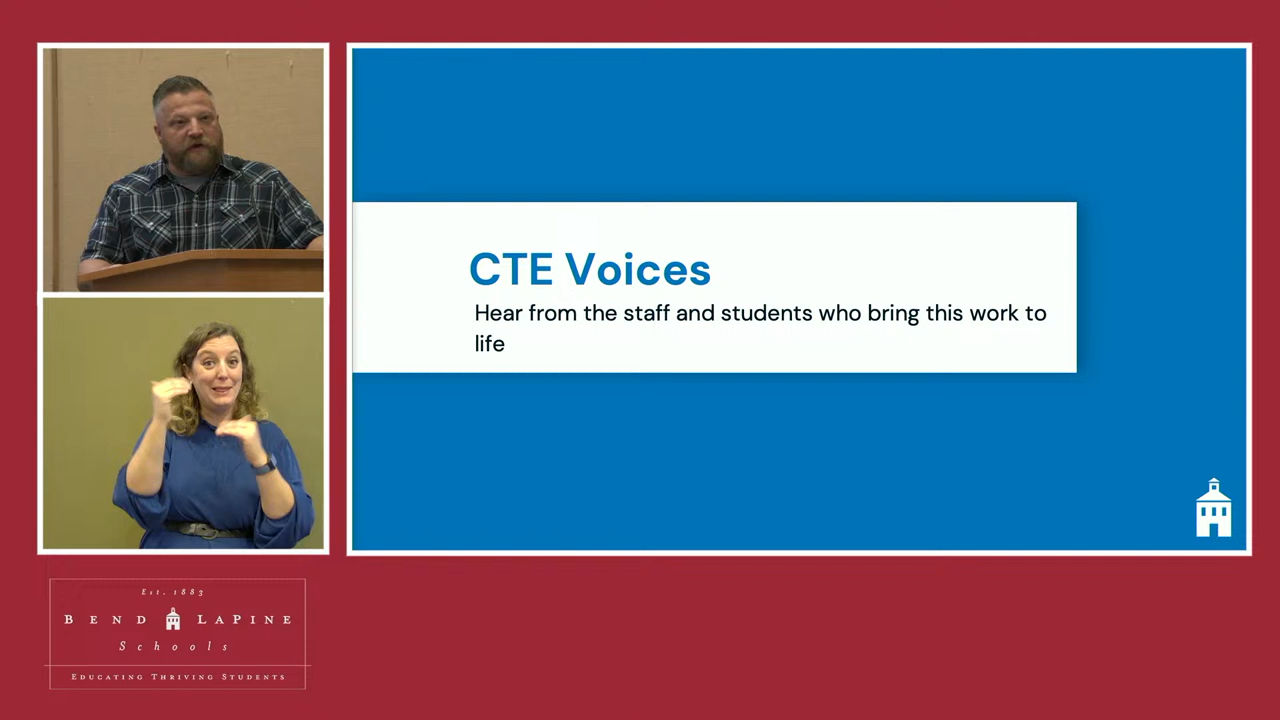 CTE Voices
Hear from the staff and students who bring this work to
life
Est. 1883
BEND LAPINE
Schools
EDUCATING THRIVING STUDENTS